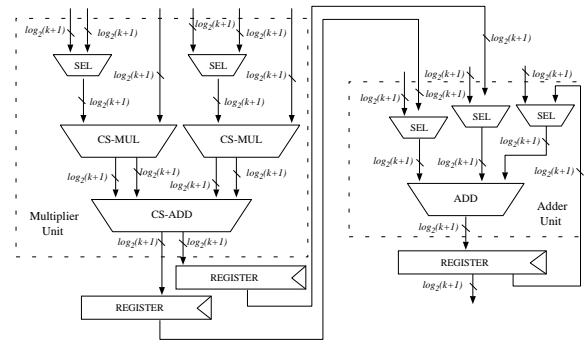 log2(k+1) log2(k+1) log2(k+1) log2(k+1)
SEL SEL
log2(k+1) log2(k+1)
log2(k+1) log2(k+1)
CS-MUL CS-MUL
log2(k+1) log2(k+1) log2(k+1) log2(k+1)
CS-ADD
Multiplier
Unit
log2(k+1) log2(k+1)
REGISTER
REGISTER
log2(k+1)
log2(k+1) log2(k+1)
log2(k+1) log2(k+1)
SEL SEL SEL
log2(k+1)
log2(k+1) log2(k+1) log2(k+1)
ADD
Adder
Unit
log2(k+1)
REGISTER
log2(k+1)